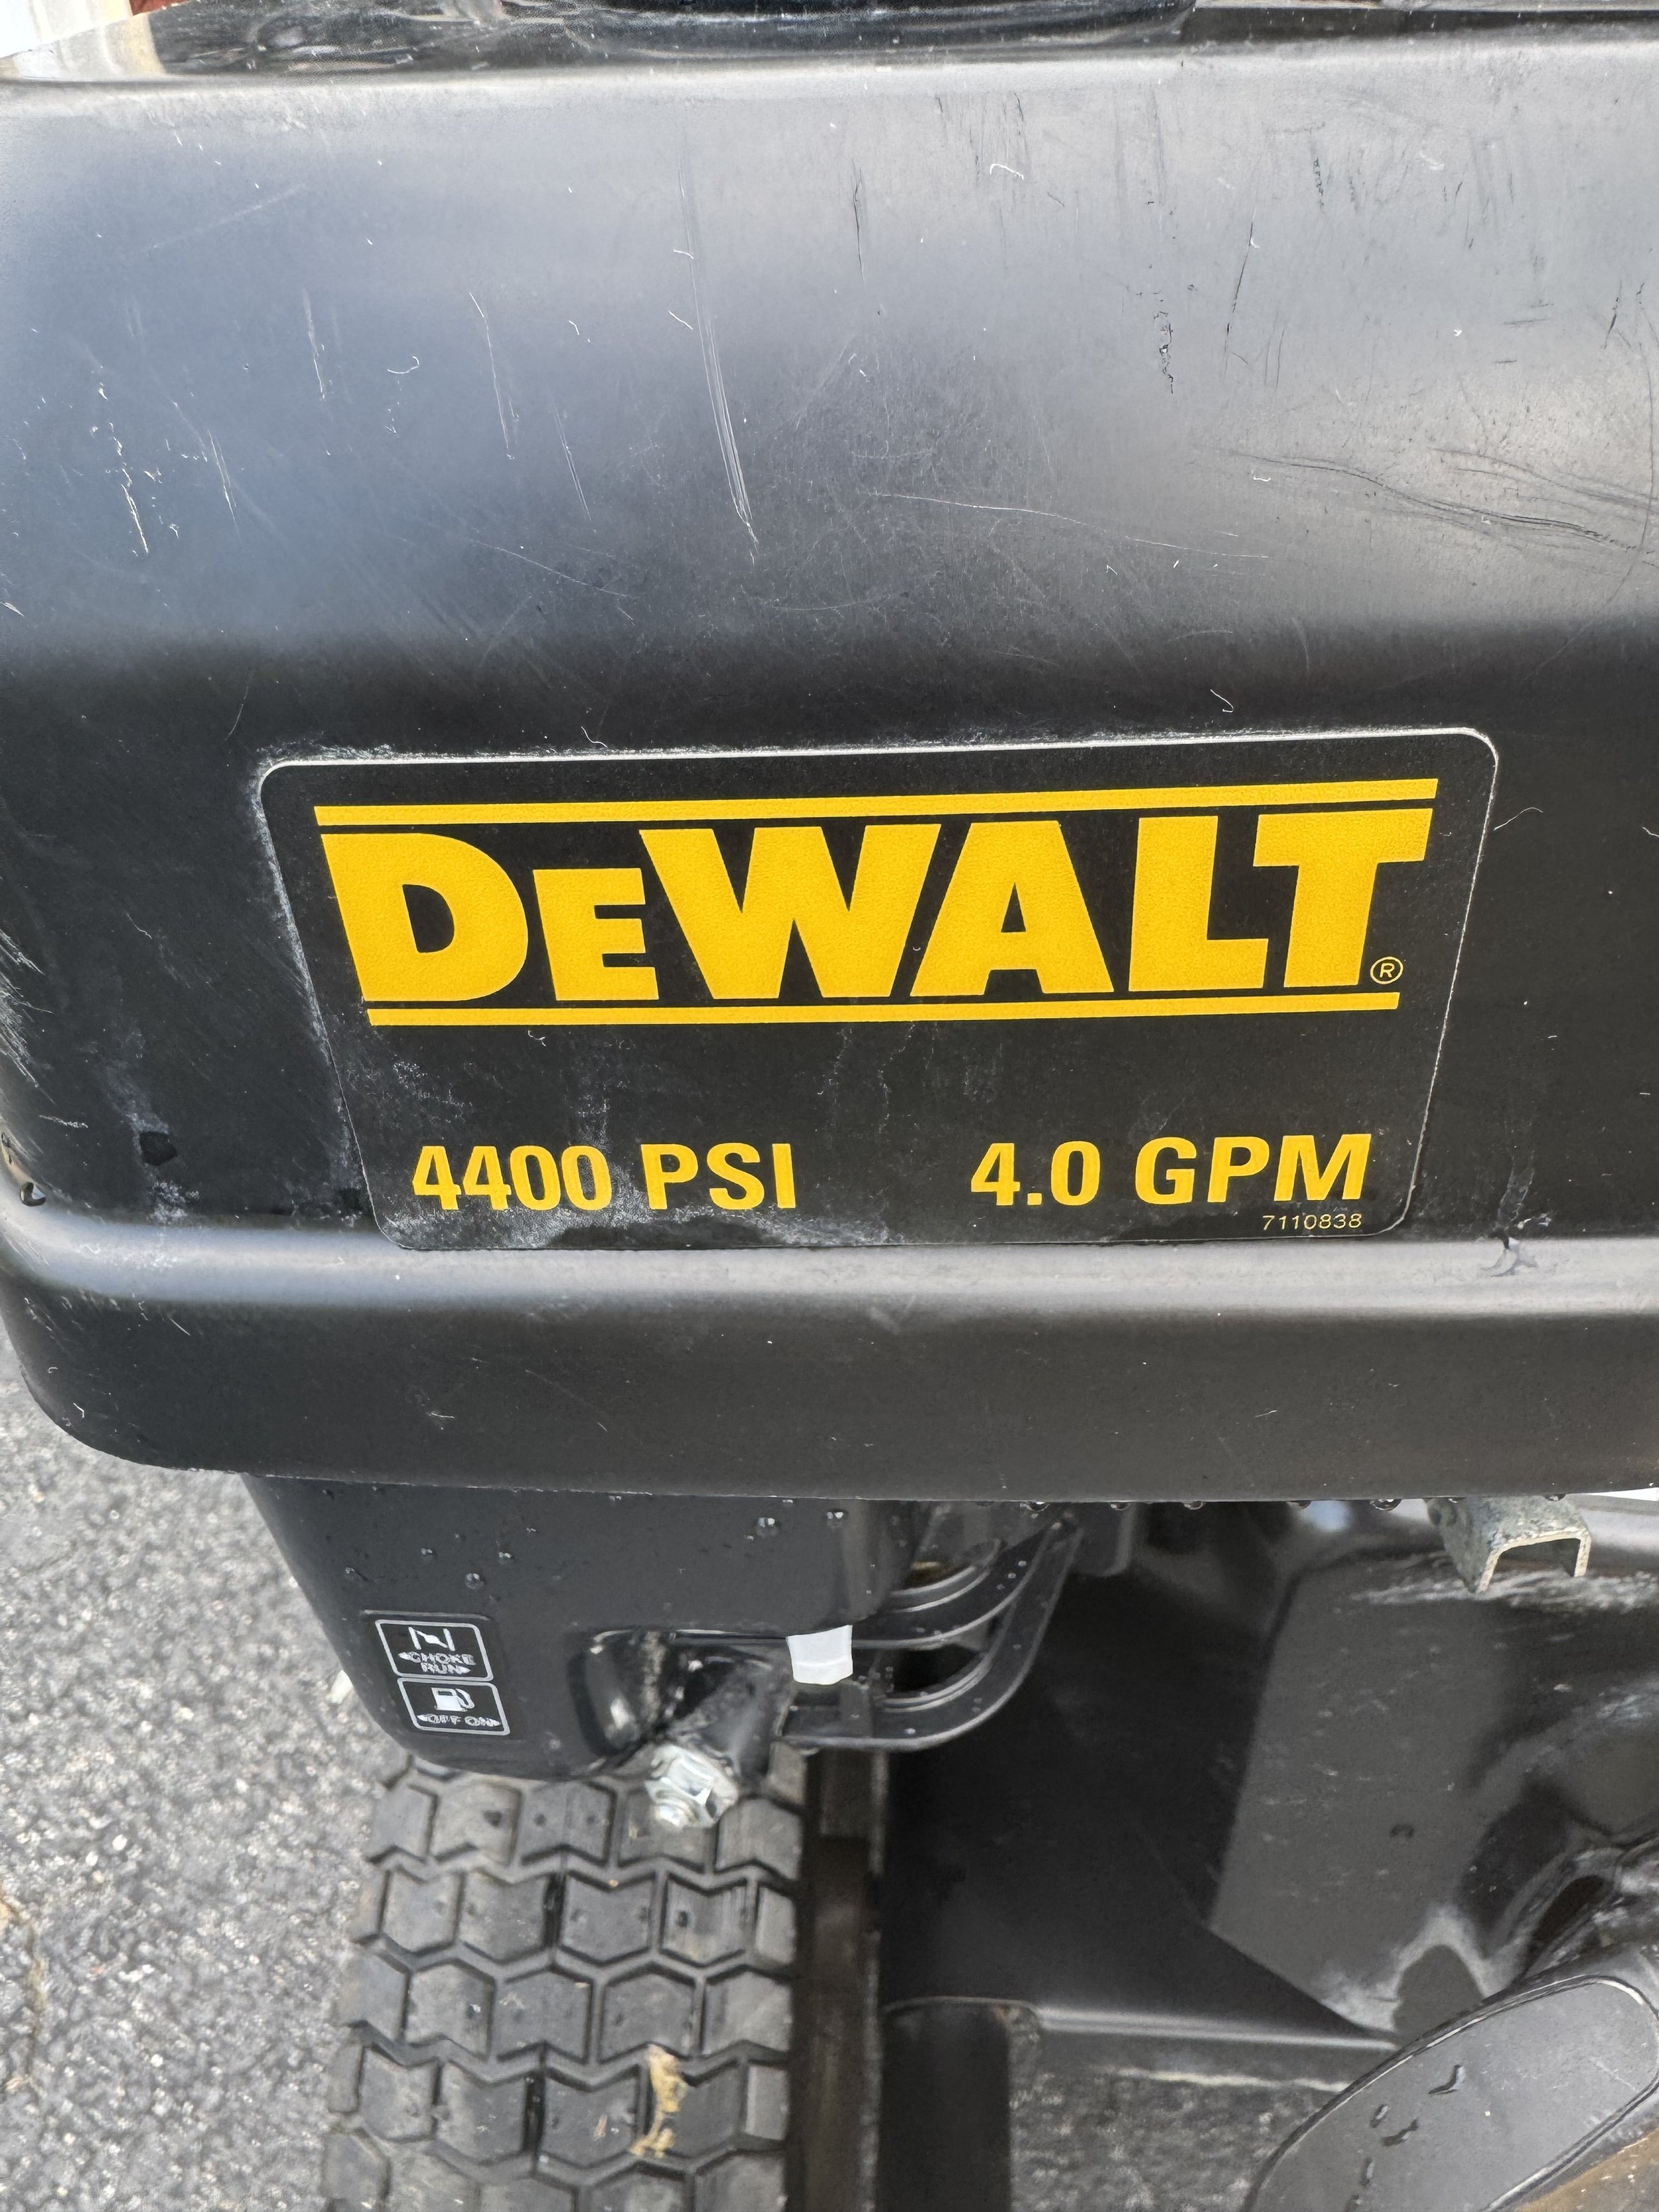 DEWALT®
4400 PSI 4.0 GPM
7110838
CHOKE
RUN
OFF ON